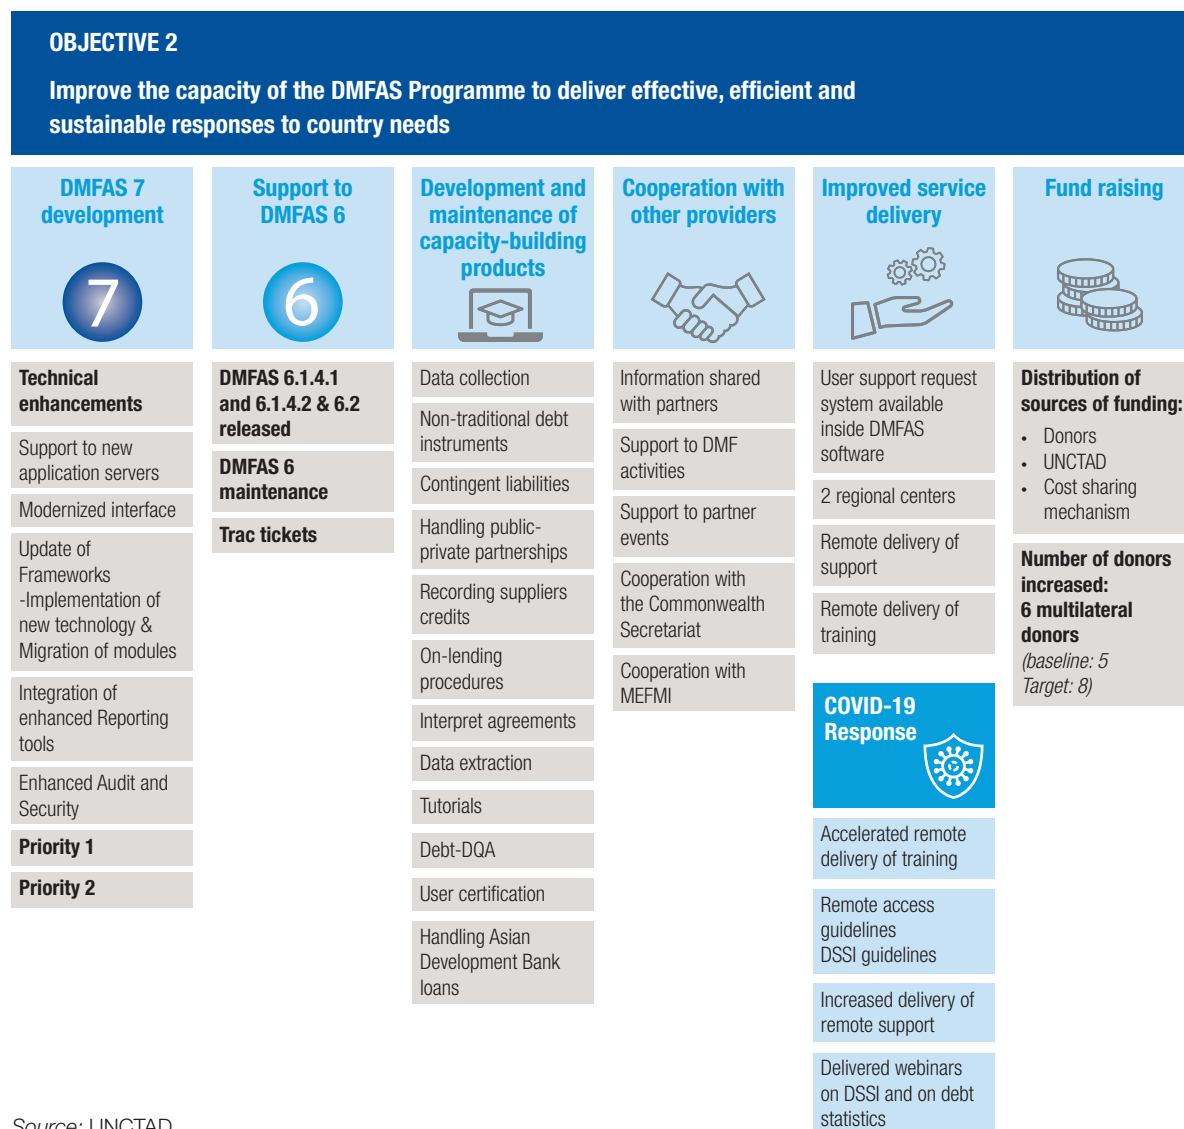 OBJECTIVE 2
Improve the capacity of the DMFAS Programme to deliver effective, efficient and
sustainable responses to country needs
DMFAS 7
development
7
Technical
enhancements
Support to new
application servers
Modernized interface
Update of
Frameworks
-Implementation of
new technology &
Migration of modules
Integration of
enhanced Reporting
tools
Enhanced Audit and
Security
Priority 1
Priority 2
Support to
DMFAS 6
6
DMFAS 6.1.4.1
and 6.1.4.2 & 6.2
released
DMFAS 6
maintenance
Trac tickets
Development and
maintenance of
capacity-building
products
Data collection
Non-traditional debt
instruments
Contingent liabilities
Handling public-
private partnerships
Recording suppliers
credits
On-lending
procedures
Interpret agreements
Data extraction
Tutorials
Debt-DQA
User certification
Handling Asian
Development Bank
loans
Cooperation with
other providers
Information shared
with partners
Support to DMF
activities
Support to partner
events
Cooperation with
the Commonwealth
Secretariat
Cooperation with
MEFMI
Improved service
delivery
User support request
system available
inside DMFAS
software
2 regional centers
Remote delivery of
support
Remote delivery of
training
COVID-19
Response
Accelerated remote
delivery of training
Remote access
guidelines
DSSI guidelines
Increased delivery of
remote support
Delivered webinars
on DSSI and on debt
statistics
Fund raising
Distribution of
sources of funding:
• Donors
• UNCTAD
• Cost sharing
mechanism
Number of donors
increased:
6 multilateral
donors
(baseline: 5
Target: 8)
Source: UNCTAD